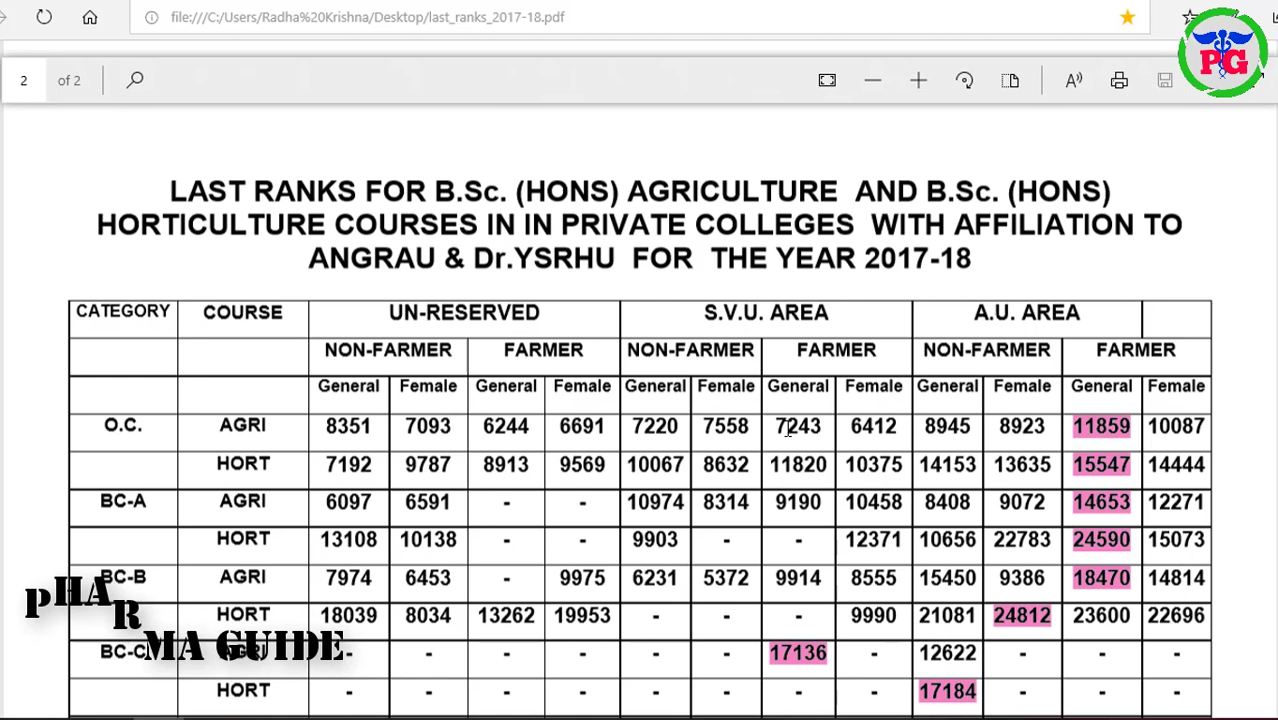 file:///C:/Users/Radha%20Krishna/Desktop/last_ranks_2017-18.pdf
PG
2 of 2
LAST RANKS FOR B.Sc. (HONS) AGRICULTURE AND B.Sc. (HONS)
HORTICULTURE COURSES IN IN PRIVATE COLLEGES WITH AFFILIATION TO
ANGRAU & Dr.YSRHU FOR THE YEAR 2017-18
CATEGORY COURSE UN-RESERVED S.V.U. AREA A.U. AREA
NON-FARMER FARMER NON-FARMER FARMER NON-FARMER FARMER
General Female General Female General Female General Female General Female General Female
O.C. AGRI 8351 7093 6244 6691 7220 7558 7243 6412 8945 8923 11859 10087
HORT 7192 9787 8913 9569 10067 8632 11820 10375 14153 13635 15547 14444
BC-A AGRI 6097 6591 - - 10974 8314 9190 10458 8408 9072 14653 12271
HORT 13108 10138 - - 9903 - - 12371 10656 22783 24590 15073
BC-B AGRI 7974 6453 - 9975 6231 5372 9914 8555 15450 9386 18470 14814
HORT 18039 8034 13262 19953 - - - 9990 21081 24812 23600 22696
BC-C AGRI - - - - - - 17136 - 12622 - - -
HORT - - - - - - - - 17184 - - -
pHARMA GUIDE